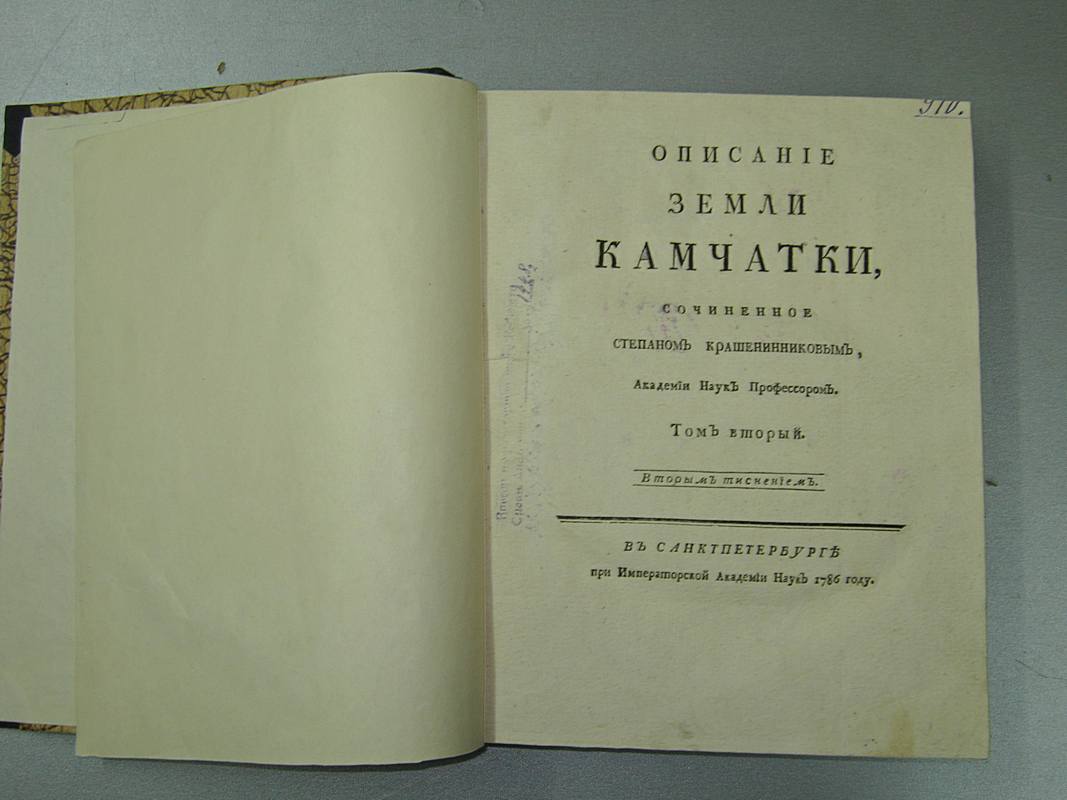 910.
ОПИСАНІЕ
ЗЕМЛИ
КАМЧАТКИ,
СОЧИНЕННОЕ
СТЕПАНОМЪ КРАШЕНИННИКОВЫМЪ,
Академіи Наукъ Профессоромъ.
Томъ вторый.
Вторымъ тисненіемъ.
ВЪ САНКТПЕТЕРБУРГѢ
при Императорской Академіи Наукъ 1786 году.